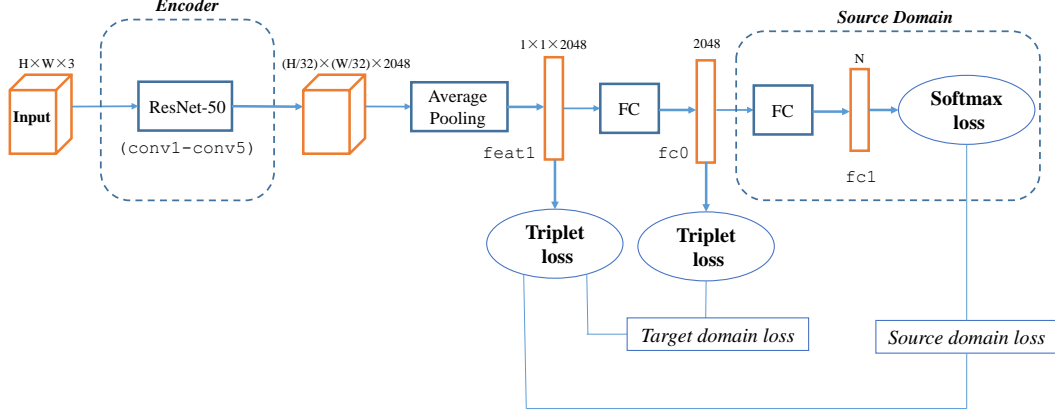 Encoder
Source Domain
H×W×3
(H/32)×(W/32)×2048
1×1×2048
2048
N
Input
ResNet-50
Average
Pooling
FC
FC
Softmax
loss
(conv1-conv5)
feat1
fc0
fc1
Triplet
loss
Triplet
loss
Target domain loss
Source domain loss